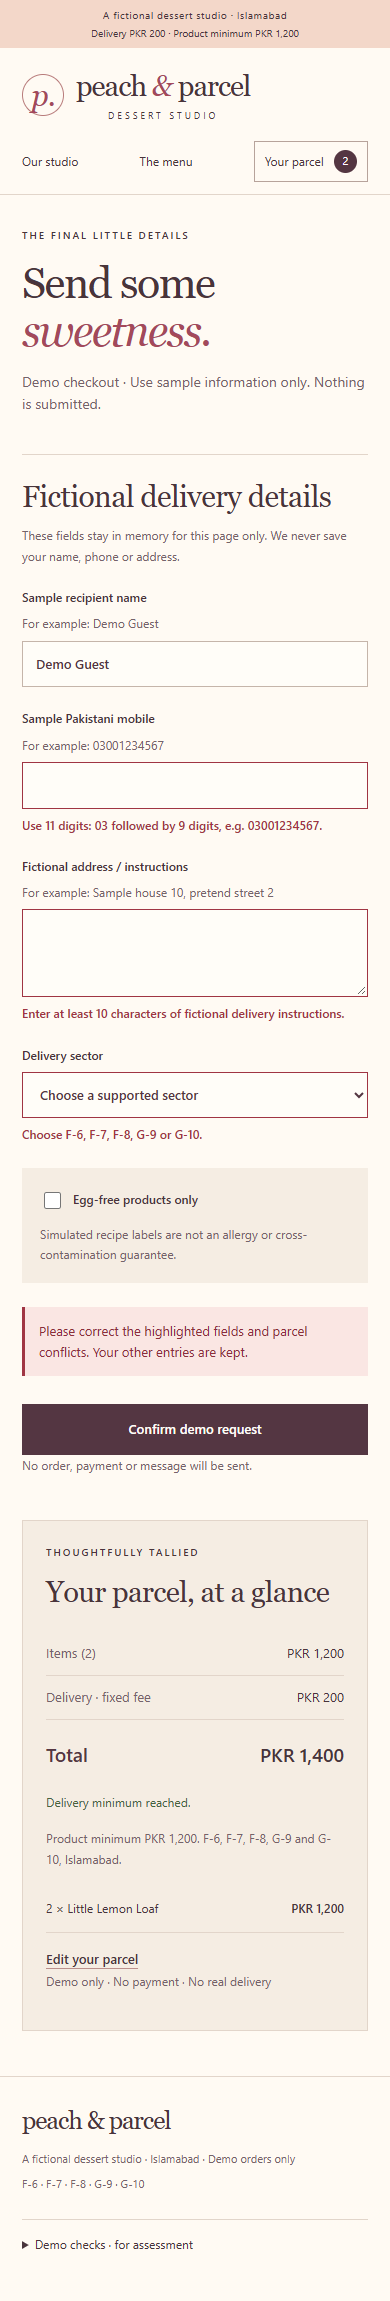 A fictional dessert studio · Islamabad
Delivery PKR 200 · Product minimum PKR 1,200
p.
peach & parcel
DESSERT STUDIO
Our studio
The menu
Your parcel 2
THE FINAL LITTLE DETAILS
Send some
sweetness.
Demo checkout · Use sample information only. Nothing
is submitted.
Fictional delivery details
These fields stay in memory for this page only. We never save
your name, phone or address.
Sample recipient name
For example: Demo Guest
Demo Guest
Sample Pakistani mobile
For example: 03001234567
Use 11 digits: 03 followed by 9 digits, e.g. 03001234567.
Fictional address / instructions
For example: Sample house 10, pretend street 2
Enter at least 10 characters of fictional delivery instructions.
Delivery sector
Choose a supported sector
Choose F-6, F-7, F-8, G-9 or G-10.
Egg-free products only
Simulated recipe labels are not an allergy or cross-
contamination guarantee.
Please correct the highlighted fields and parcel
conflicts. Your other entries are kept.
Confirm demo request
No order, payment or message will be sent.
THOUGHTFULLY TALLIED
Your parcel, at a glance
Items (2) PKR 1,200
Delivery · fixed fee PKR 200
Total PKR 1,400
Delivery minimum reached.
Product minimum PKR 1,200. F-6, F-7, F-8, G-9 and G-
10, Islamabad.
2 × Little Lemon Loaf PKR 1,200
Edit your parcel
Demo only · No payment · No real delivery
peach & parcel
A fictional dessert studio · Islamabad · Demo orders only
F-6 · F-7 · F-8 · G-9 · G-10
Demo checks · for assessment